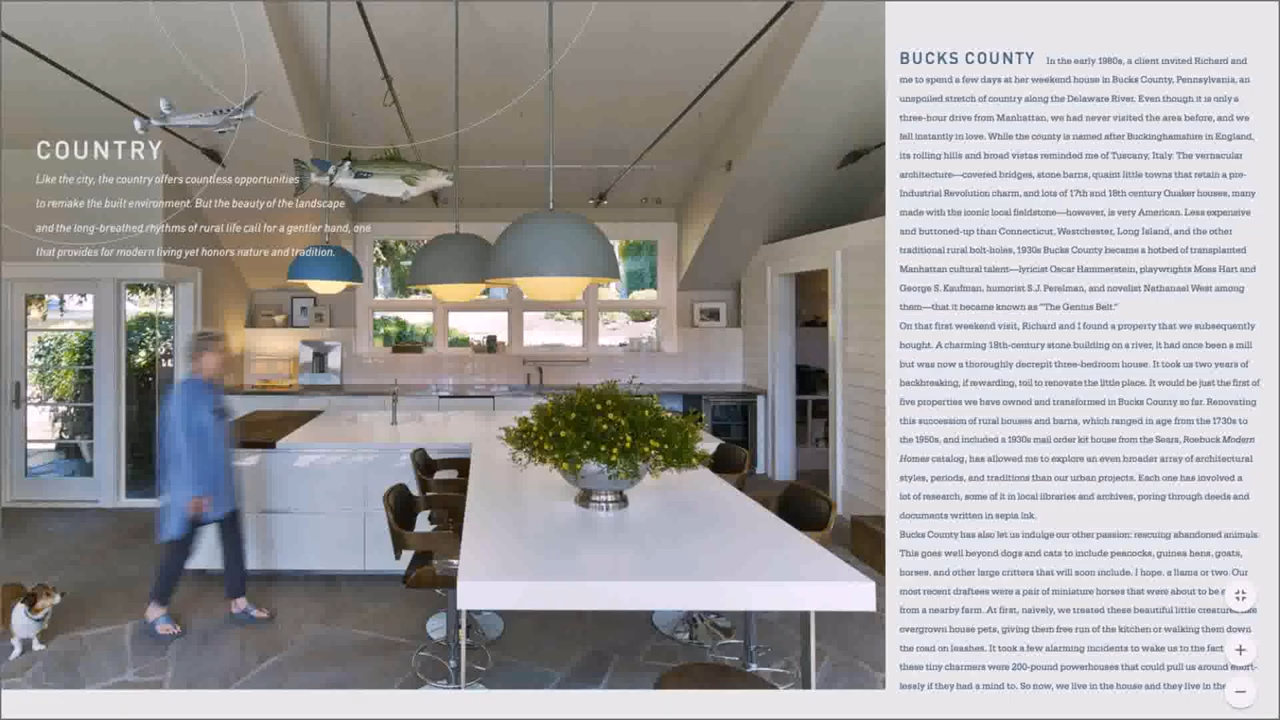 COUNTRY
Like the city, the country offers countless opportunities
to remake the built environment. But the beauty of the landscape
and the long-breathed rhythms of rural life call for a gentler hand, one
that provides for modern living yet honors nature and tradition.
BUCKS COUNTY In the early 1980s, a client invited Richard and
me to spend a few days at her weekend house in Bucks County, Pennsylvania, an
unspoiled stretch of country along the Delaware River. Even though it is only a
three-hour drive from Manhattan, we had never visited the area before, and we
fell instantly in love. While the county is named after Buckinghamshire in England,
its rolling hills and broad vistas reminded me of Tuscany, Italy. The vernacular
architecture—covered bridges, stone barns, quaint little towns that retain a pre-
Industrial Revolution charm, and lots of 17th and 18th century Quaker houses, many
made with the iconic local fieldstone—however, is very American. Less expensive
and buttoned-up than Connecticut, Westchester, Long Island, and the other
traditional rural bolt-holes, 1930s Bucks County became a hotbed of transplanted
Manhattan cultural talent—lyricist Oscar Hammerstein, playwrights Moss Hart and
George S. Kaufman, humorist S.J. Perelman, and novelist Nathanael West among
them—that it became known as "The Genius Belt."
On that first weekend visit, Richard and I found a property that we subsequently
bought. A charming 18th-century stone building on a river, it had once been a mill
but was now a thoroughly decrepit three-bedroom house. It took us two years of
backbreaking, if rewarding, toil to renovate the little place. It would be just the first of
five properties we have owned and transformed in Bucks County so far. Renovating
this succession of rural houses and barns, which ranged in age from the 1730s to
the 1950s, and included a 1930s mail order kit house from the Sears, Roebuck Modern
Homes catalog, has allowed me to explore an even broader array of architectural
styles, periods, and traditions than our urban projects. Each one has involved a
lot of research, some of it in local libraries and archives, poring through deeds and
documents written in sepia ink.
Bucks County has also let us indulge our other passion: rescuing abandoned animals.
This goes well beyond dogs and cats to include peacocks, guinea hens, goats,
horses, and other large critters that will soon include, I hope, a llama or two. Our
most recent draftees were a pair of miniature horses that were about to be
from a nearby farm. At first, naively, we treated these beautiful little creatures like
overgrown house pets, giving them free run of the kitchen or walking them down
the road on leashes. It took a few alarming incidents to wake us to the fact
these tiny charmers were 200-pound powerhouses that could pull us around effort-
lessly if they had a mind to. So now, we live in the house and they live in the